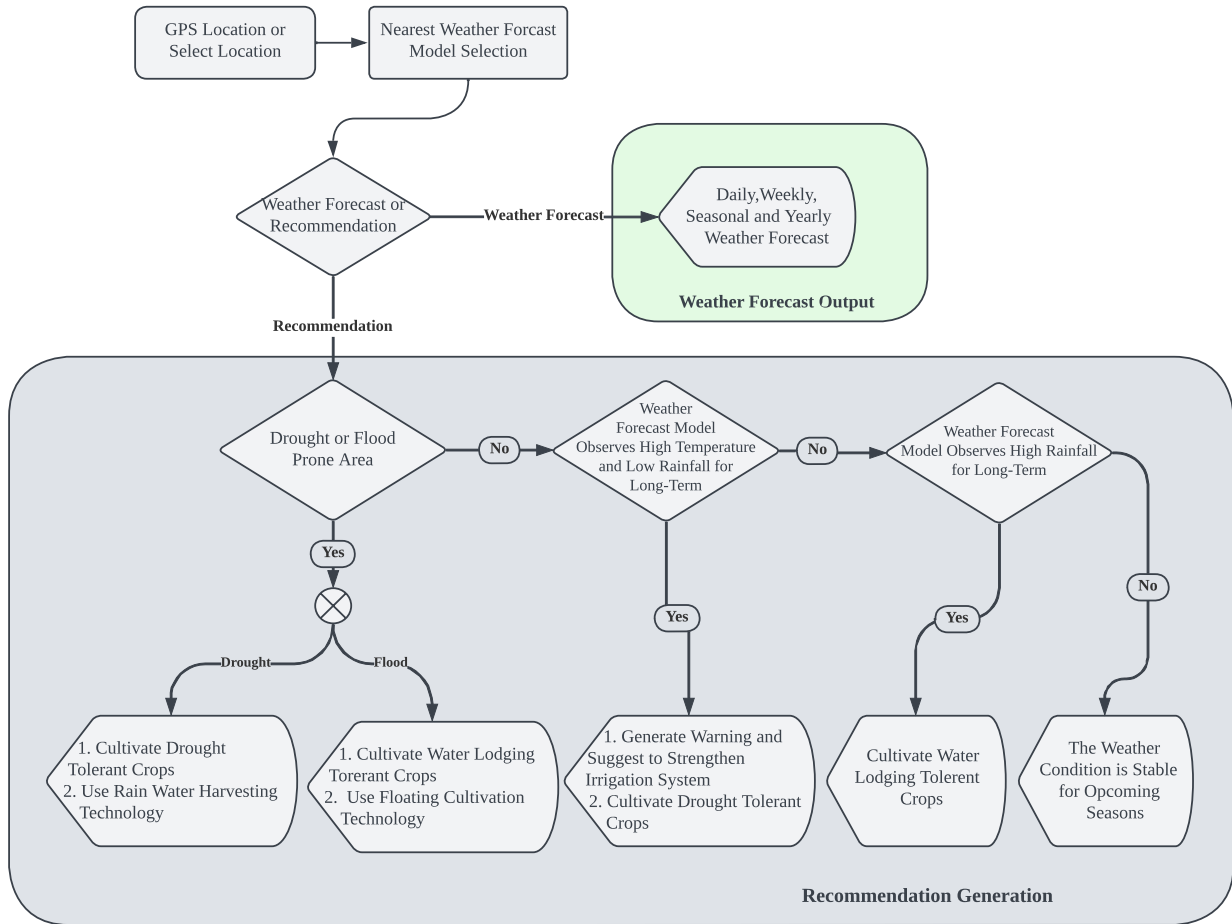 GPS Location or
Select Location
Nearest Weather Forcast
Model Selection
Weather Forecast or
Recommendation
Weather Forecast
Daily,Weekly,
Seasonal and Yearly
Weather Forecast
Weather Forecast Output
Recommendation
Drought or Flood
Prone Area
No
Weather
Forecast Model
Observes High Temperature
and Low Rainfall for
Long-Term
No
Weather Forecast
Model Observes High Rainfall
for Long-Term
Yes
No
Yes
Yes
Drought
Flood
1. Cultivate Drought
Tolerant Crops
2. Use Rain Water Harvesting
Technology
1. Cultivate Water Lodging
Torerant Crops
2. Use Floating Cultivation
Technology
1. Generate Warning and
Suggest to Strengthen
Irrigation System
2. Cultivate Drought Tolerant
Crops
Cultivate Water
Lodging Tolerent
Crops
The Weather
Condition is Stable
for Opcoming
Seasons
Recommendation Generation